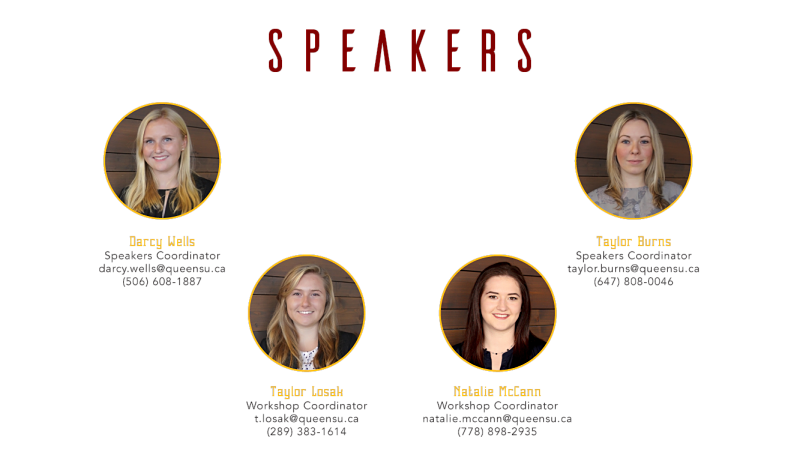 SPEAKERS
Darcy Wells
Speakers Coordinator
darcy.wells@queensu.ca
(506) 608-1887
Taylor Burns
Speakers Coordinator
taylor.burns@queensu.ca
(647) 808-0046
Taylor Losak
Workshop Coordinator
t.losak@queensu.ca
(289) 383-1614
Natalie McCann
Workshop Coordinator
natalie.mccann@queensu.ca
(778) 898-2935